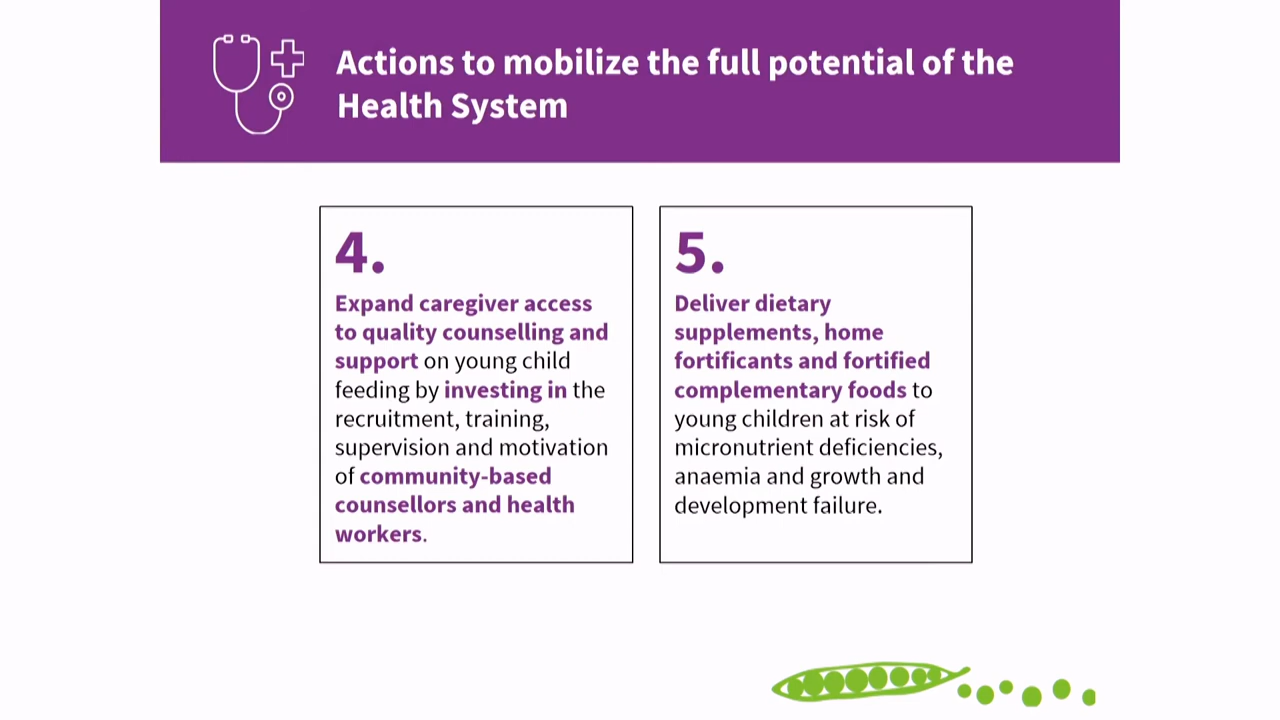 Actions to mobilize the full potential of the
Health System
4.
Expand caregiver access
to quality counselling and
support on young child
feeding by investing in the
recruitment, training,
supervision and motivation
of community-based
counsellors and health
workers.
5.
Deliver dietary
supplements, home
fortificants and fortified
complementary foods to
young children at risk of
micronutrient deficiencies,
anaemia and growth and
development failure.